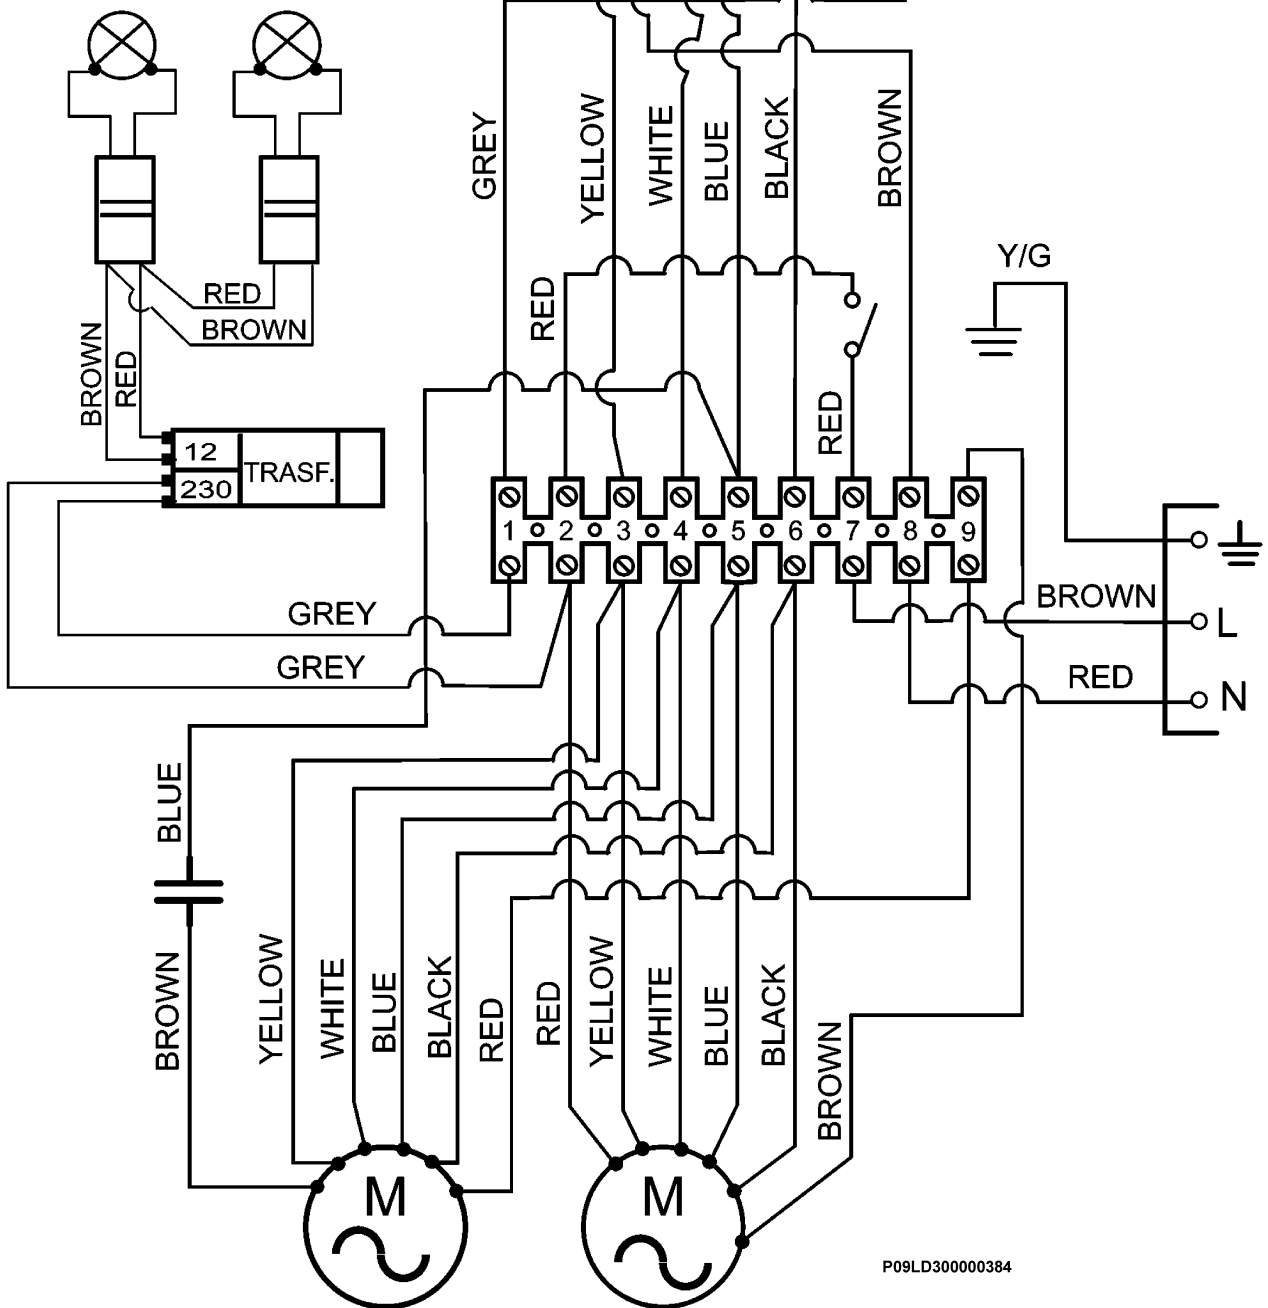 GREY
YELLOW
WHITE
BLUE
BLACK
BROWN
Y/G
RED
RED
BROWN
BROWN
RED
RED
12
230
TRASF.
1 2 3 4 5 6 7 8 9
GREY
GREY
BROWN
L
RED
N
BLUE
BROWN
YELLOW
WHITE
BLUE
BLACK
RED
RED
YELLOW
WHITE
BLUE
BLACK
BROWN
M
M
P09LD300000384